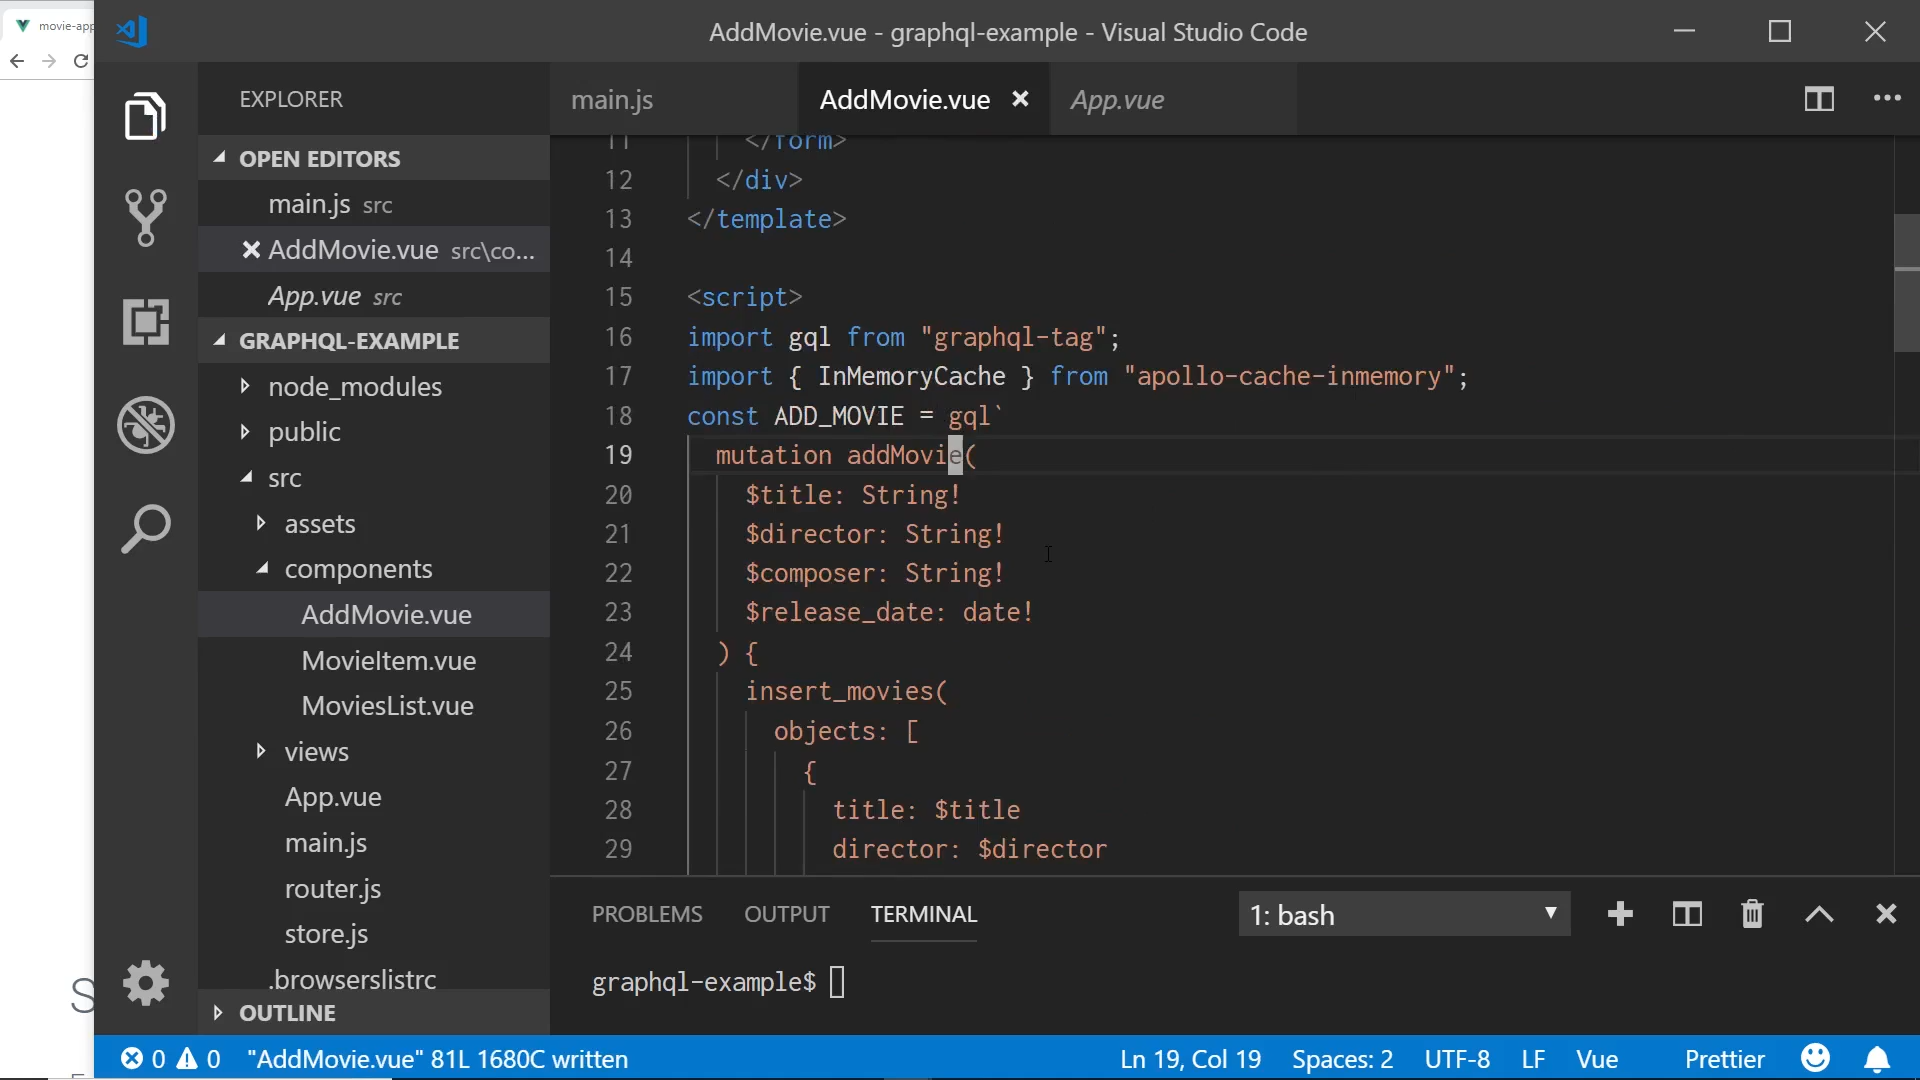 movie-app
AddMovie.vue - graphql-example - Visual Studio Code
EXPLORER
OPEN EDITORS
main.js src
AddMovie.vue src\co...
App.vue src
GRAPHQL-EXAMPLE
node_modules
public
src
assets
components
AddMovie.vue
MovieItem.vue
MoviesList.vue
views
App.vue
main.js
router.js
store.js
.browserslistrc
OUTLINE
main.js AddMovie.vue App.vue
11 </form>
12 </div>
13 </template>
14
15 <script>
16 import gql from "graphql-tag";
17 import { InMemoryCache } from "apollo-cache-inmemory";
18 const ADD_MOVIE = gql`
19 mutation addMovie(
20 $title: String!
21 $director: String!
22 $composer: String!
23 $release_date: date!
24 ) {
25 insert_movies(
26 objects: [
27 {
28 title: $title
29 director: $director
PROBLEMS OUTPUT TERMINAL 1: bash
graphql-example$
0 0 "AddMovie.vue" 81L 1680C written Ln 19, Col 19 Spaces: 2 UTF-8 LF Vue Prettier